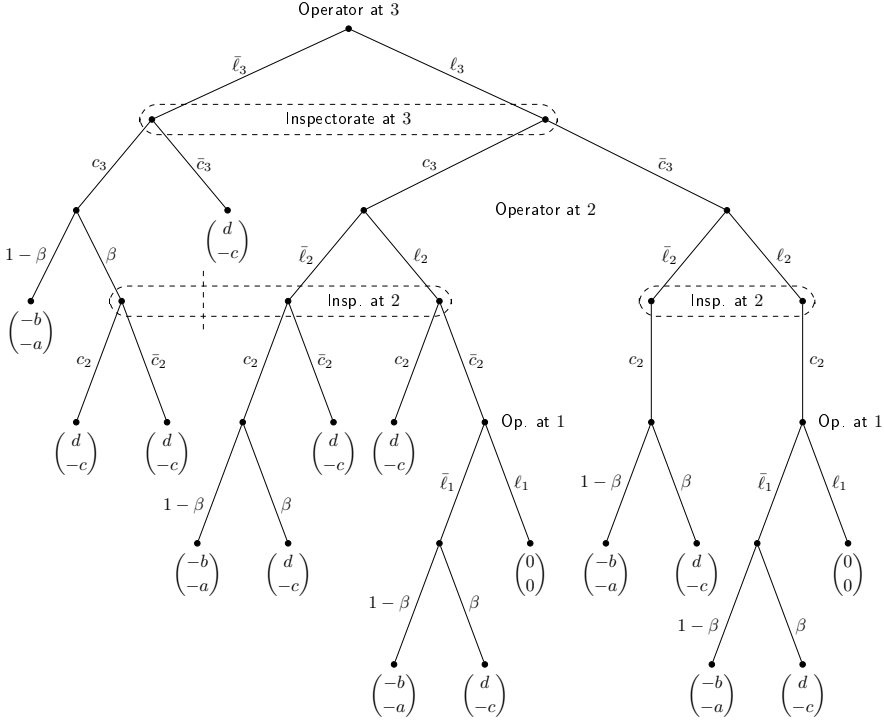 Operator at 3
ℓ̄₃ ℓ₃
Inspectorate at 3
c₃ c̄₃ c₃ c̄₃
Operator at 2
1 − β β (d −c) ℓ̄₂ ℓ₂ ℓ̄₂ ℓ₂
Insp. at 2 Insp. at 2
(−b −a)
c₂ c̄₂ c₂ c̄₂ c₂ c̄₂ c₂ c₂
Op. at 1 Op. at 1
(d −c) (d −c) (d −c) (d −c)
1 − β β ℓ̄₁ ℓ₁ 1 − β β ℓ̄₁ ℓ₁
(−b −a) (d −c) (0 0) (−b −a) (d −c) (0 0)
1 − β β 1 − β β
(−b −a) (d −c) (−b −a) (d −c)